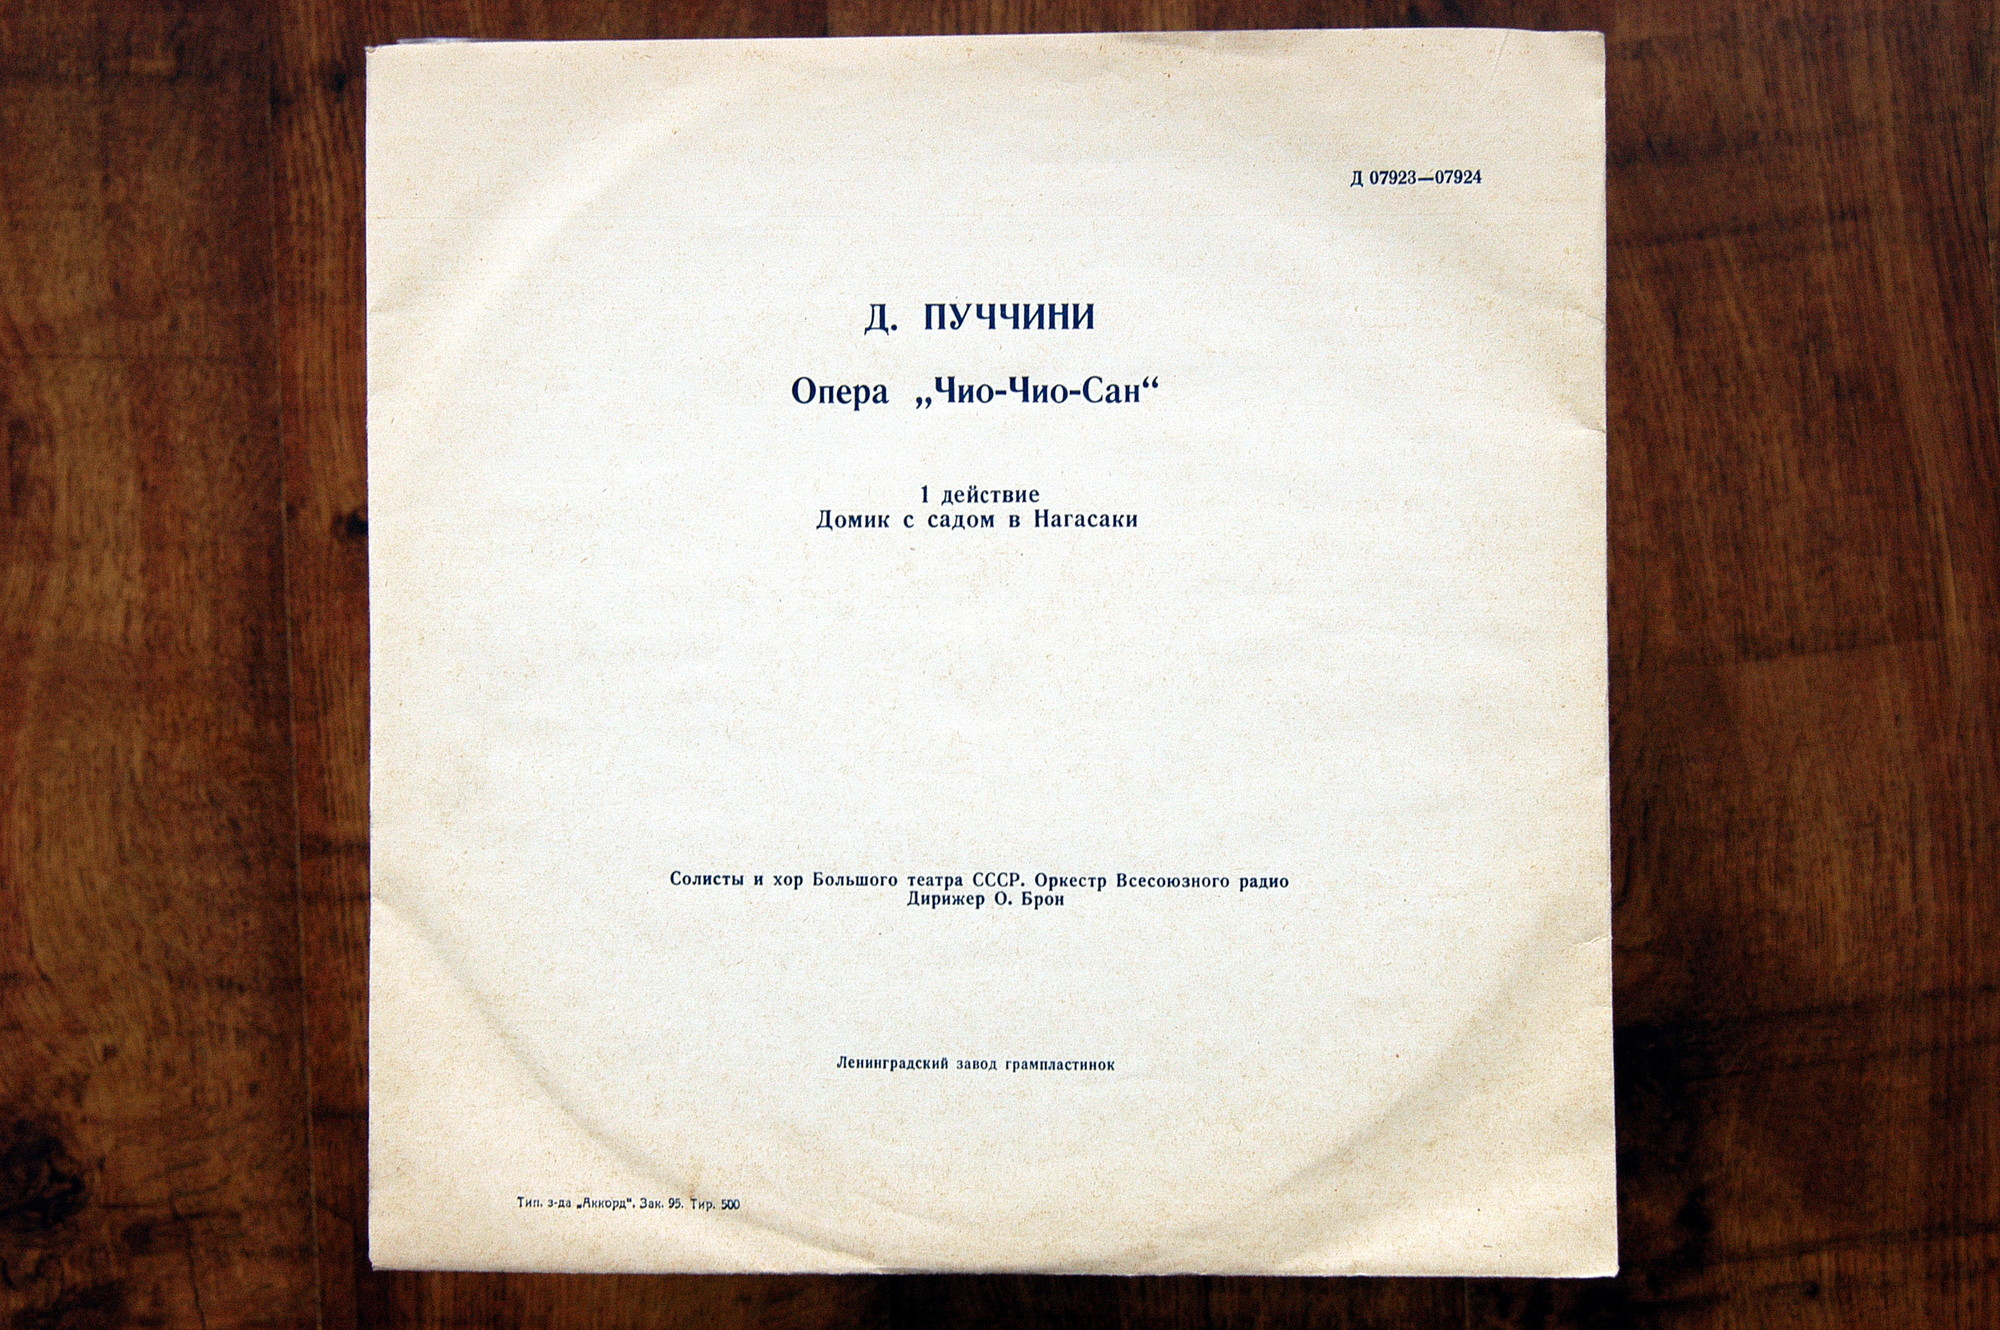 Д 07923—07924
Д. ПУЧЧИНИ
Опера „Чио-Чио-Сан“
1 действие
Домик с садом в Нагасаки
Солисты и хор Большого театра СССР. Оркестр Всесоюзного радио
Дирижер О. Брон
Ленинградский завод грампластинок
Тип. з-да „Аккорд“. Зак. 95. Тир. 500